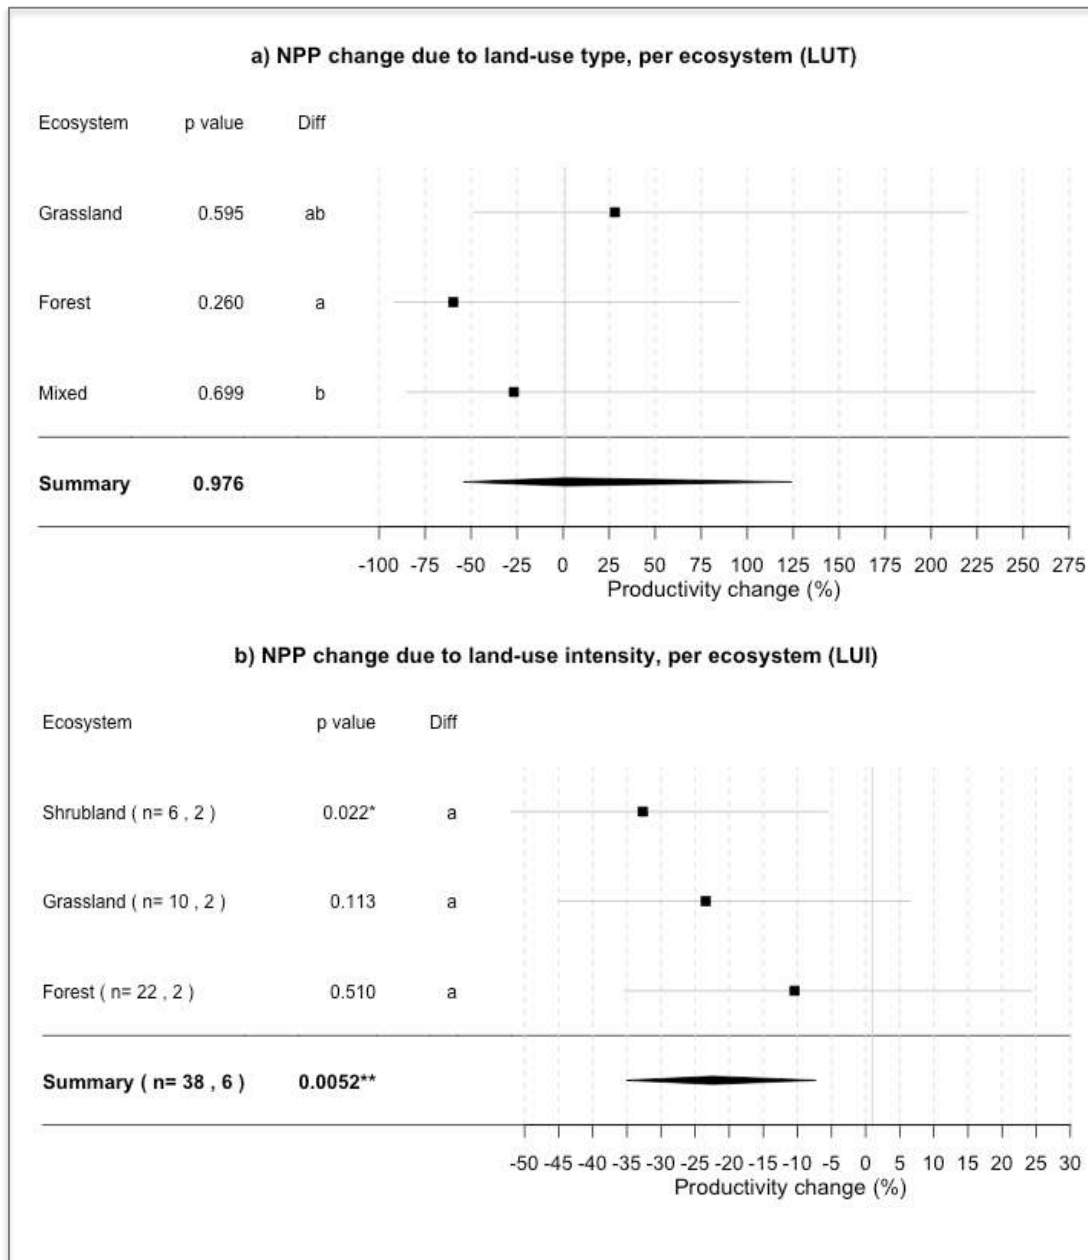 a) NPP change due to land-use type, per ecosystem (LUT)
Ecosystem p value Diff
Grassland 0.595 ab
Forest 0.260 a
Mixed 0.699 b
Summary 0.976
-100 -75 -50 -25 0 25 50 75 100 125 150 175 200 225 250 275
Productivity change (%)
b) NPP change due to land-use intensity, per ecosystem (LUI)
Ecosystem p value Diff
Shrubland ( n= 6 , 2 ) 0.022* a
Grassland ( n= 10 , 2 ) 0.113 a
Forest ( n= 22 , 2 ) 0.510 a
Summary ( n= 38 , 6 ) 0.0052**
-50 -45 -40 -35 -30 -25 -20 -15 -10 -5 0 5 10 15 20 25 30
Productivity change (%)